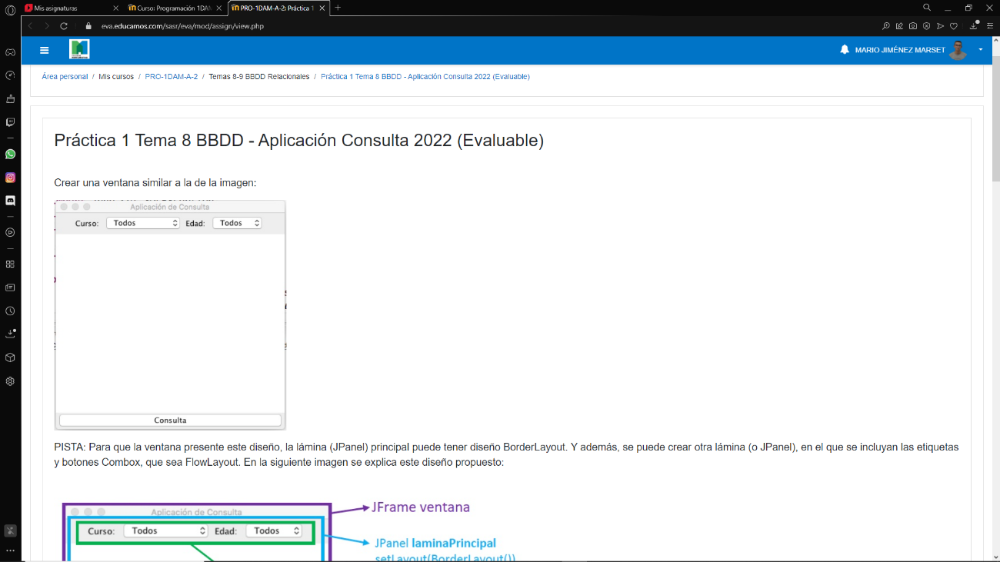 Mis asignaturas
Curso: Programación 1DAM
PRO-1DAM-A-2: Práctica 1
eva.educamos.com/sasr/eva/mod/assign/view.php
MARIO JIMÉNEZ MARSET
Área personal / Mis cursos / PRO-1DAM-A-2 / Temas 8-9 BBDD Relacionales / Práctica 1 Tema 8 BBDD - Aplicación Consulta 2022 (Evaluable)
Práctica 1 Tema 8 BBDD - Aplicación Consulta 2022 (Evaluable)
Crear una ventana similar a la de la imagen:
Aplicación de Consulta
Curso: Todos Edad: Todos
Consulta
PISTA: Para que la ventana presente este diseño, la lámina (JPanel) principal puede tener diseño BorderLayout. Y además, se puede crear otra lámina (o JPanel), en el que se incluyan las etiquetas
y botones Combox, que sea FlowLayout. En la siguiente imagen se explica este diseño propuesto:
JFrame ventana
Aplicación de Consulta
Curso: Todos Edad: Todos
JPanel laminaPrincipal
setLayout(BorderLayout())